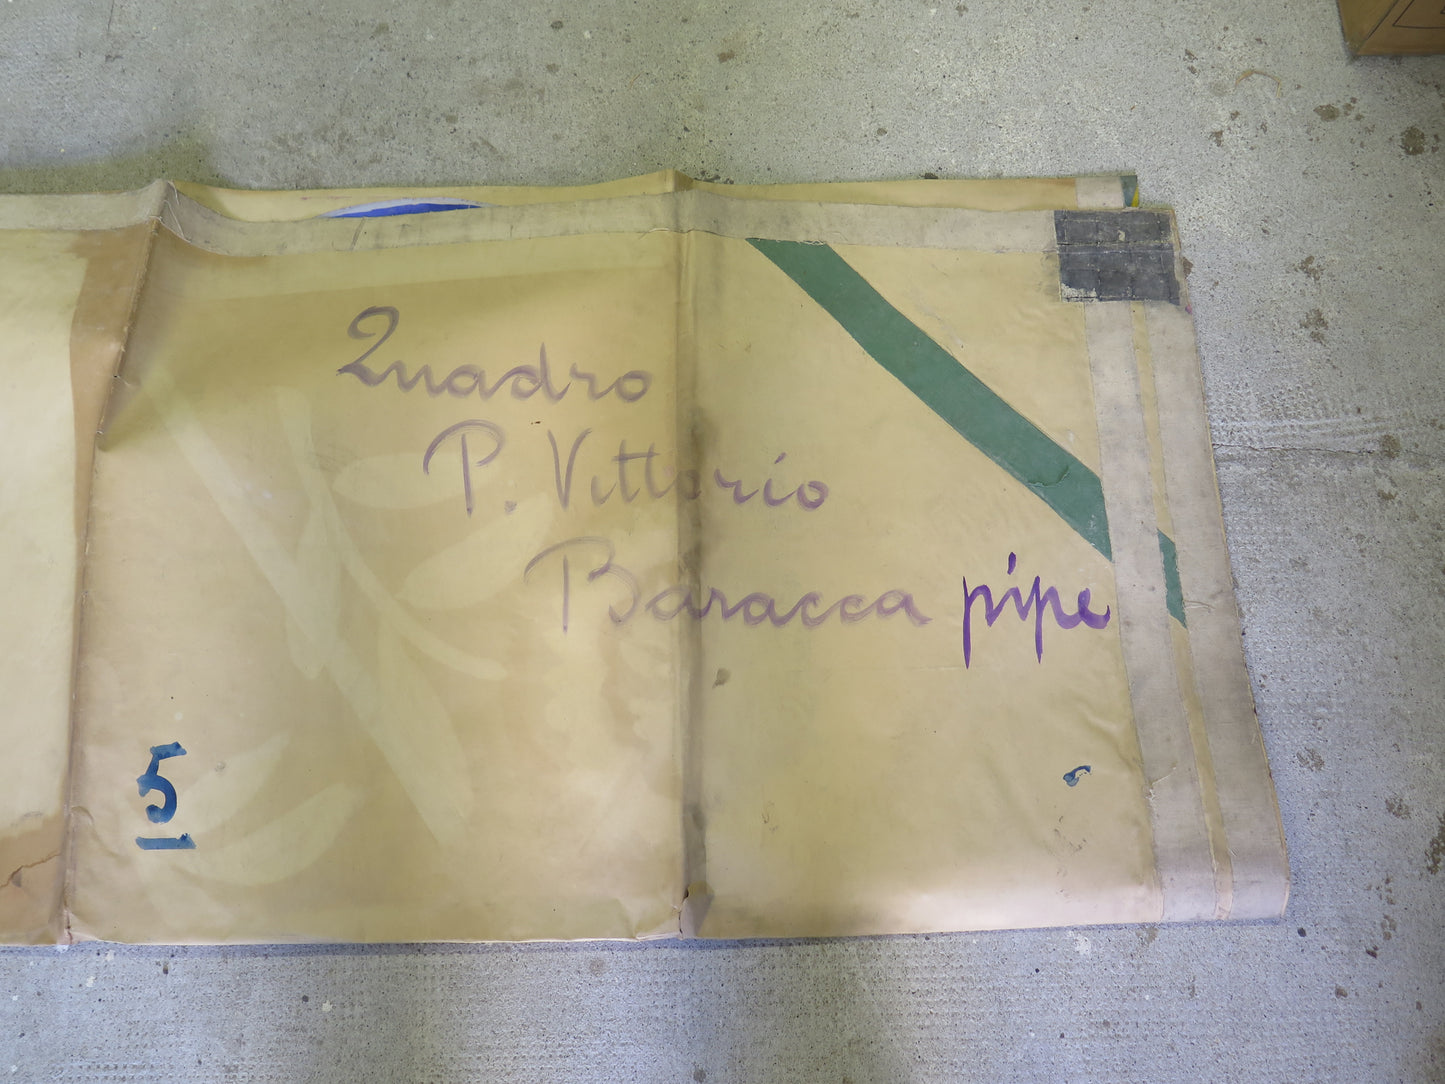 Quadro
P. Vittorio
Baracca pipe
5